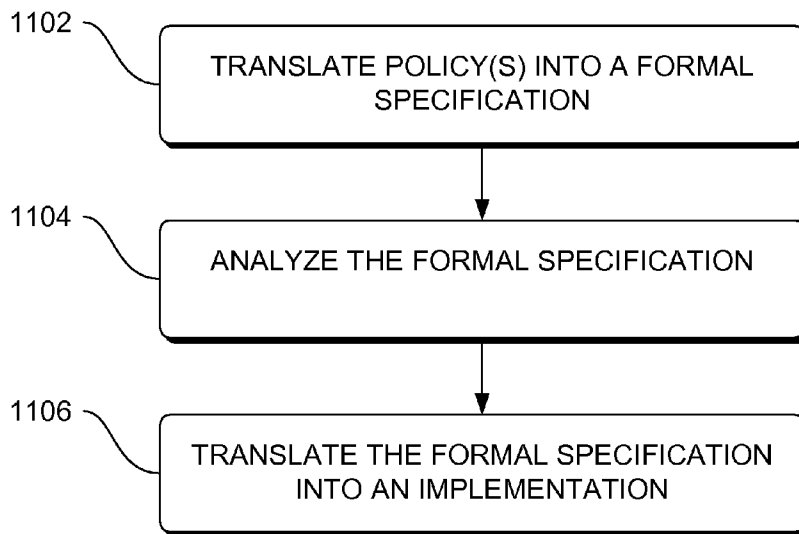 1102
TRANSLATE POLICY(S) INTO A FORMAL
SPECIFICATION
1104
ANALYZE THE FORMAL SPECIFICATION
1106
TRANSLATE THE FORMAL SPECIFICATION
INTO AN IMPLEMENTATION